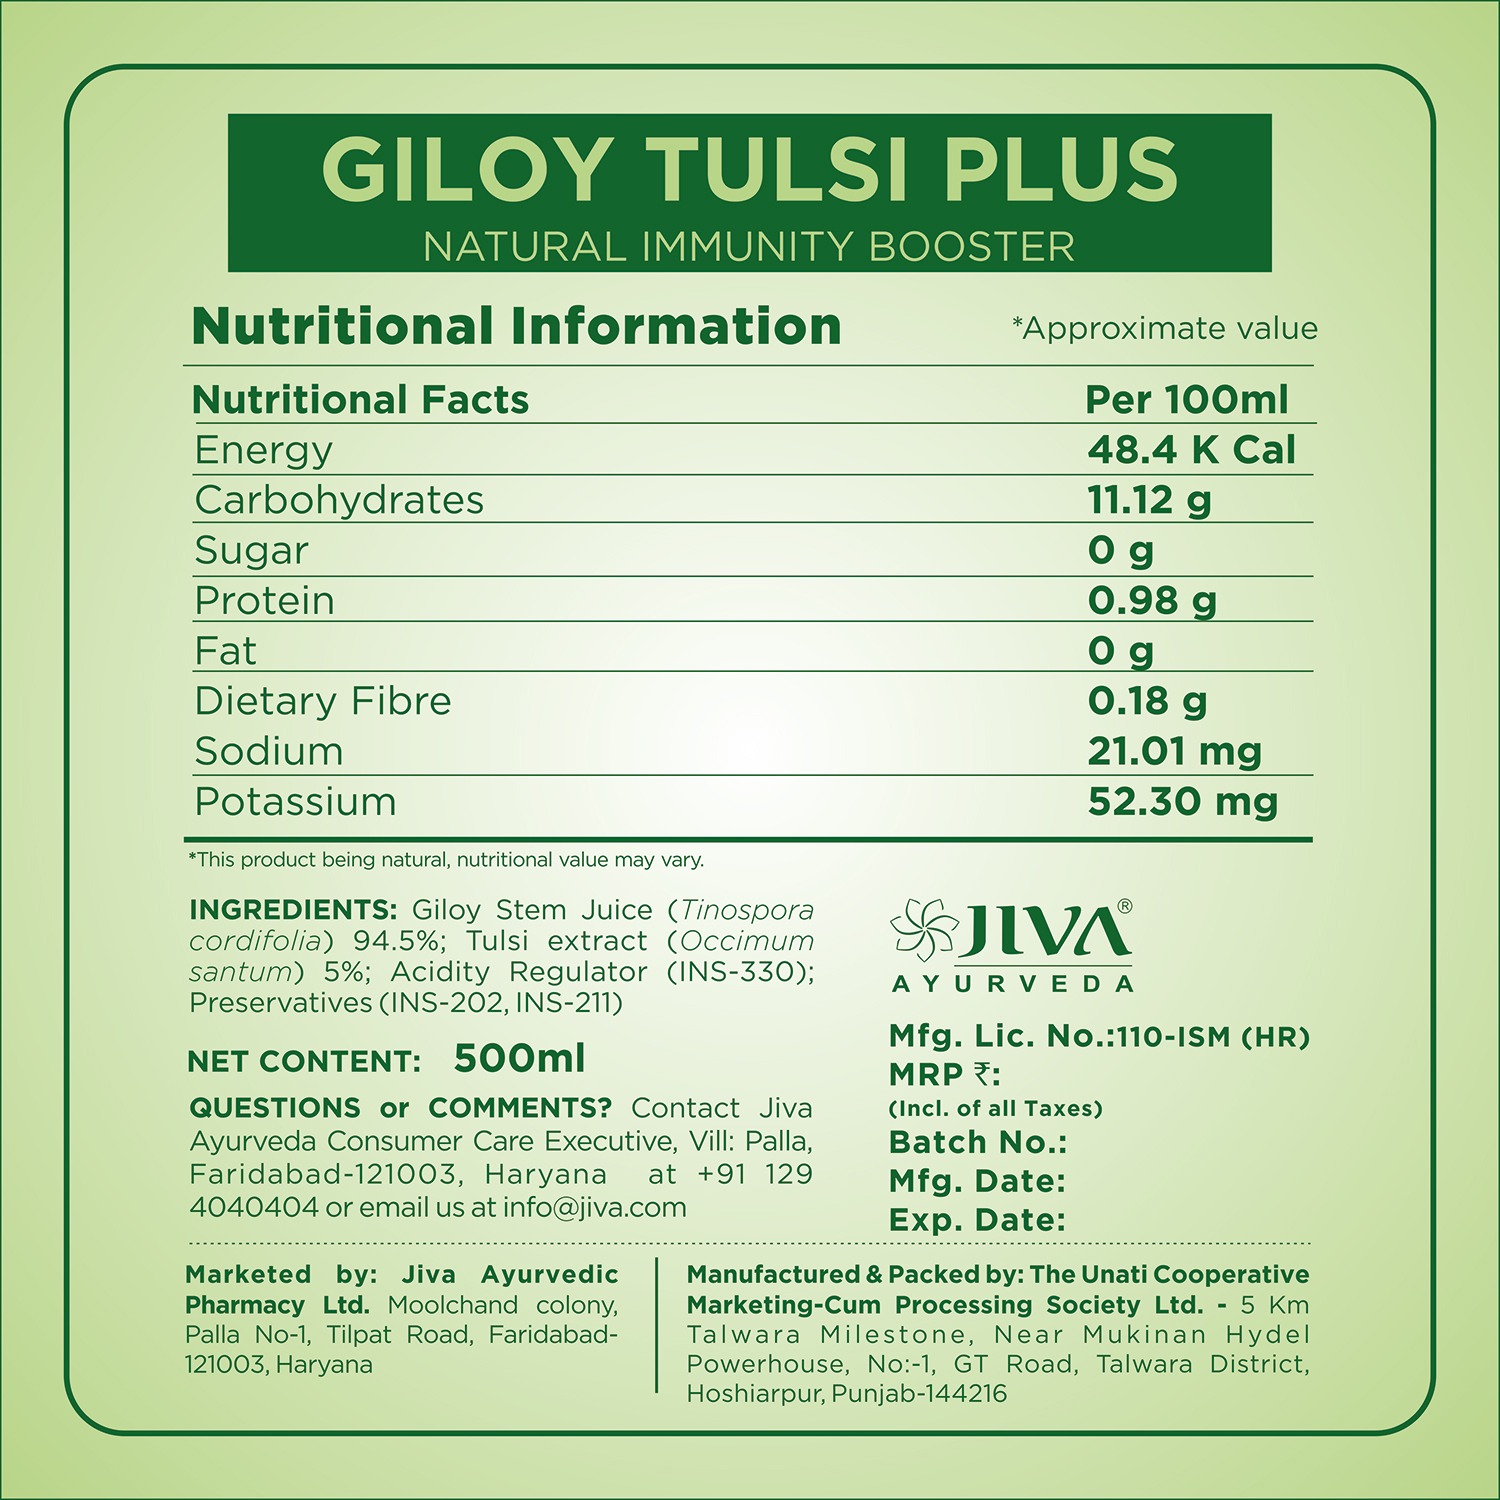 GILOY TULSI PLUS
NATURAL IMMUNITY BOOSTER
Nutritional Information *Approximate value
Nutritional Facts Per 100ml
Energy 48.4 K Cal
Carbohydrates 11.12 g
Sugar 0 g
Protein 0.98 g
Fat 0 g
Dietary Fibre 0.18 g
Sodium 21.01 mg
Potassium 52.30 mg
*This product being natural, nutritional value may vary.
INGREDIENTS: Giloy Stem Juice (Tinospora
cordifolia) 94.5%; Tulsi extract (Occimum
santum) 5%; Acidity Regulator (INS-330);
Preservatives (INS-202, INS-211)
NET CONTENT: 500ml
QUESTIONS or COMMENTS? Contact Jiva
Ayurveda Consumer Care Executive, Vill: Palla,
Faridabad-121003, Haryana at +91 129
4040404 or email us at info@jiva.com
JIVA®
AYURVEDA
Mfg. Lic. No.:110-ISM (HR)
MRP ₹:
(Incl. of all Taxes)
Batch No.:
Mfg. Date:
Exp. Date:
Marketed by: Jiva Ayurvedic
Pharmacy Ltd. Moolchand colony,
Palla No-1, Tilpat Road, Faridabad-
121003, Haryana
Manufactured & Packed by: The Unati Cooperative
Marketing-Cum Processing Society Ltd. - 5 Km
Talwara Milestone, Near Mukinan Hydel
Powerhouse, No:-1, GT Road, Talwara District,
Hoshiarpur, Punjab-144216